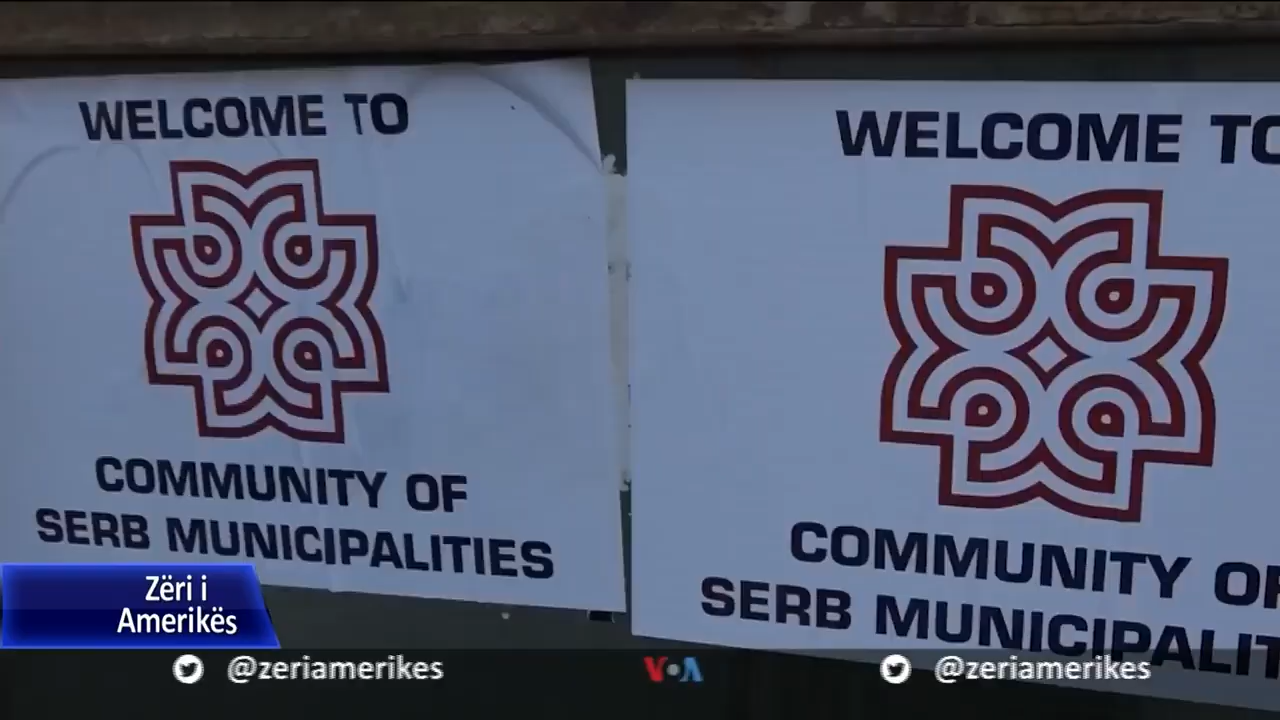 WELCOME TO
COMMUNITY OF
SERB MUNICIPALITIES
WELCOME TO
COMMUNITY OF
SERB MUNICIPALIT
Zëri i
Amerikës
@zeriamerikes
VOA
@zeriamerikes